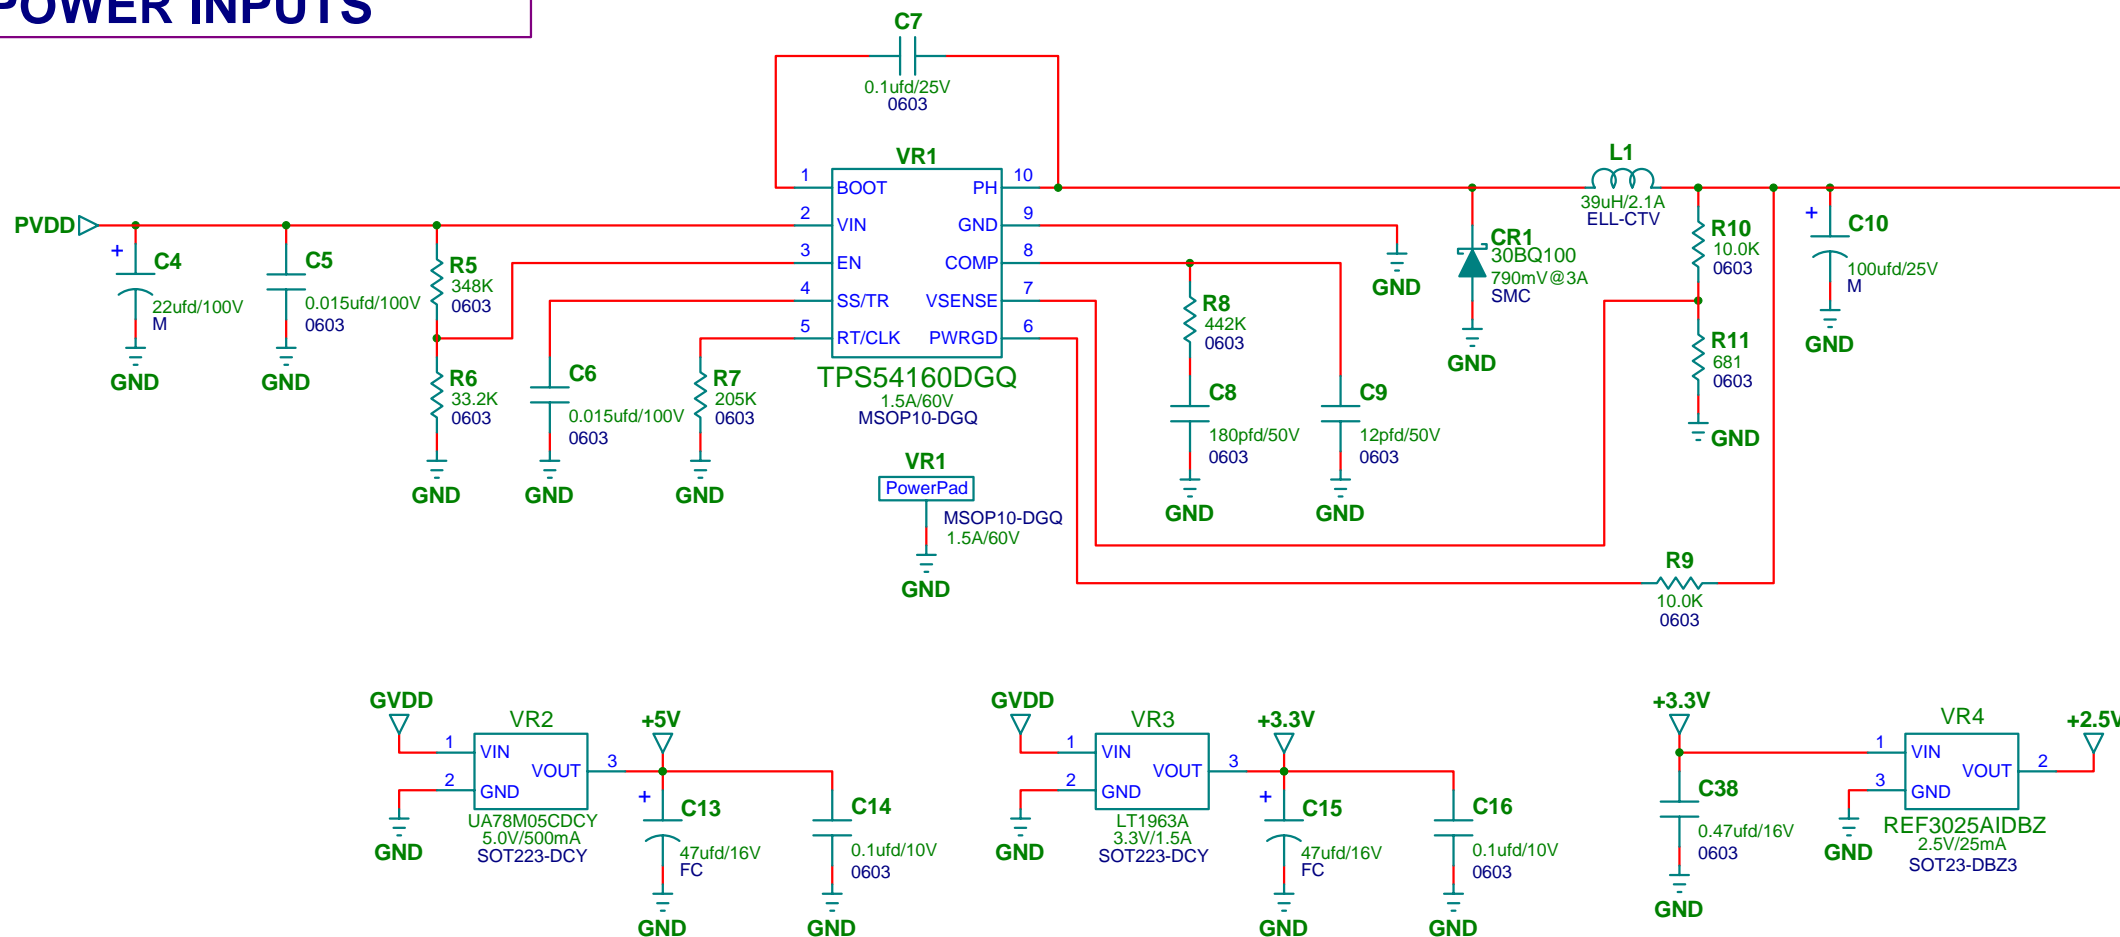 POWER INPUTS
C7
0.1ufd/25V
0603
VR1
1 BOOT PH 10
2 VIN GND 9
3 EN COMP 8
4 SS/TR VSENSE 7
5 RT/CLK PWRGD 6
TPS54160DGQ
1.5A/60V
MSOP10-DGQ
PVDD
+
C4
22ufd/100V
M
GND
C5
0.015ufd/100V
0603
GND
R5
348K
0603
R6
33.2K
0603
GND
C6
0.015ufd/100V
0603
GND
R7
205K
0603
GND
VR1
PowerPad
MSOP10-DGQ
1.5A/60V
GND
GND
R8
442K
0603
C8
180pfd/50V
0603
GND
C9
12pfd/50V
0603
GND
CR1
30BQ100
790mV@3A
SMC
GND
L1
39uH/2.1A
ELL-CTV
R10
10.0K
0603
R11
681
0603
GND
+
C10
100ufd/25V
M
GND
R9
10.0K
0603
GVDD
VR2
+5V
1 VIN
VOUT 3
2 GND
UA78M05CDCY
5.0V/500mA
SOT223-DCY
GND
+
C13
47ufd/16V
FC
GND
C14
0.1ufd/10V
0603
GND
GVDD
VR3
+3.3V
1 VIN
VOUT 3
2 GND
LT1963A
3.3V/1.5A
SOT223-DCY
GND
+
C15
47ufd/16V
FC
GND
C16
0.1ufd/10V
0603
GND
+3.3V
C38
0.47ufd/16V
0603
GND
VR4
+2.5V
1 VIN
VOUT 2
3 GND
REF3025AIDBZ
2.5V/25mA
SOT23-DBZ3
GND